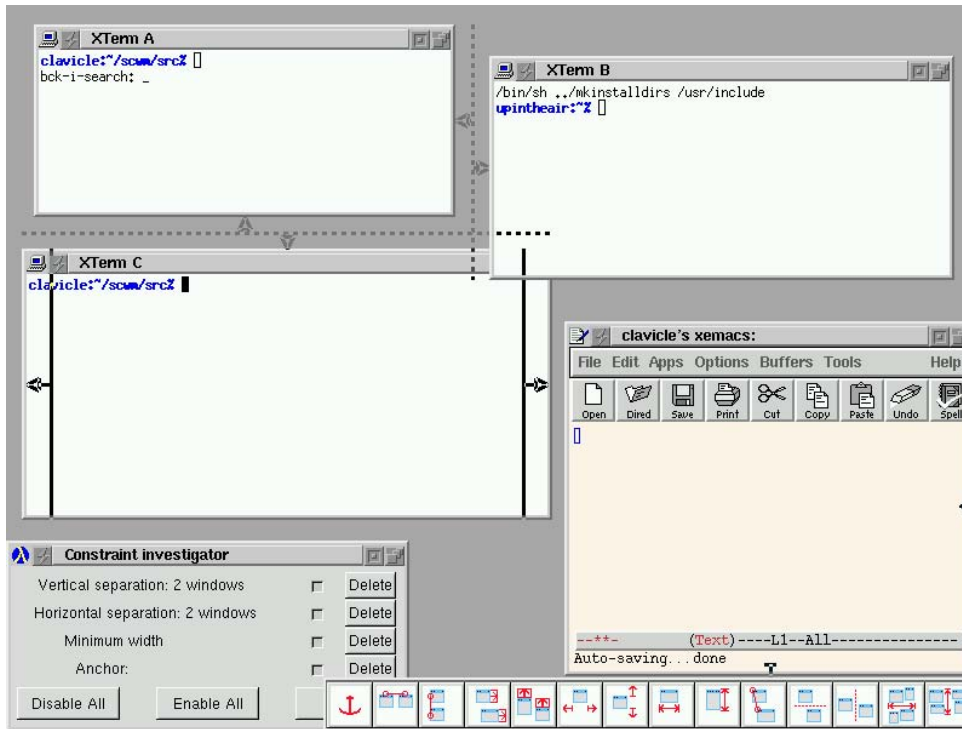 XTerm A
clavicle:~/scwm/src%
bck-i-search: _
XTerm B
/bin/sh ../mkinstalldirs /usr/include
upintheair:~%
XTerm C
clavicle:~/scwm/src%
clavicle's xemacs:
File Edit Apps Options Buffers Tools Help
Open Dired Save Print Cut Copy Paste Undo Spell
--**- (Text)----L1--All---------------
Auto-saving...done
Constraint investigator
Vertical separation: 2 windows Delete
Horizontal separation: 2 windows Delete
Minimum width Delete
Anchor: Delete
Disable All Enable All